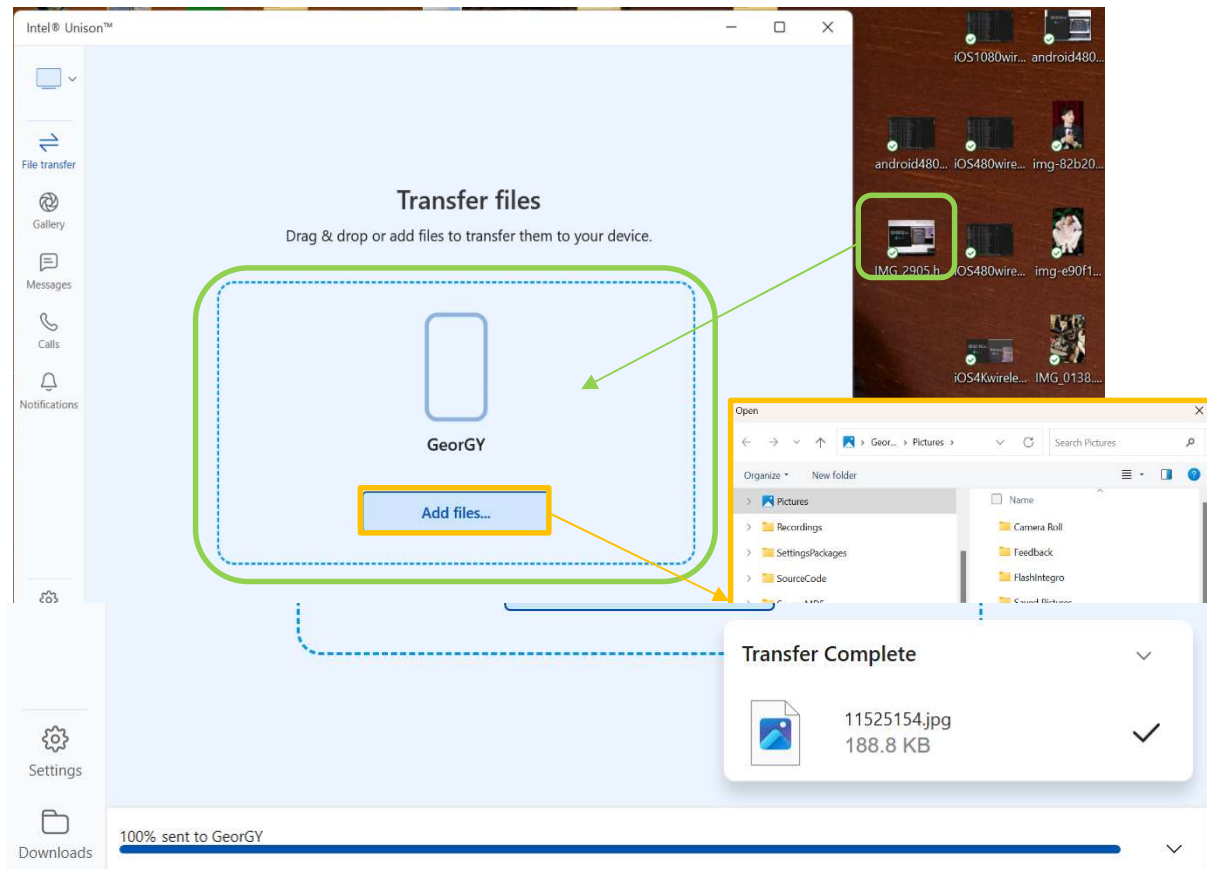 Intel® Unison™
File transfer
Gallery
Messages
Calls
Notifications
Transfer files
Drag & drop or add files to transfer them to your device.
GeorGY
Add files...
iOS1080wir... android480...
android480... iOS480wire... img-82b20...
IMG_2905.h... iOS480wire... img-e90f1...
iOS4Kwirele... IMG_0138....
Open
Geor... › Pictures ›
Search Pictures
Organize
New folder
Pictures
Recordings
SettingsPackages
SourceCode
Name
Camera Roll
Feedback
FlashIntegro
Saved Pictures
Transfer Complete
11525154.jpg
188.8 KB
Settings
Downloads
100% sent to GeorGY